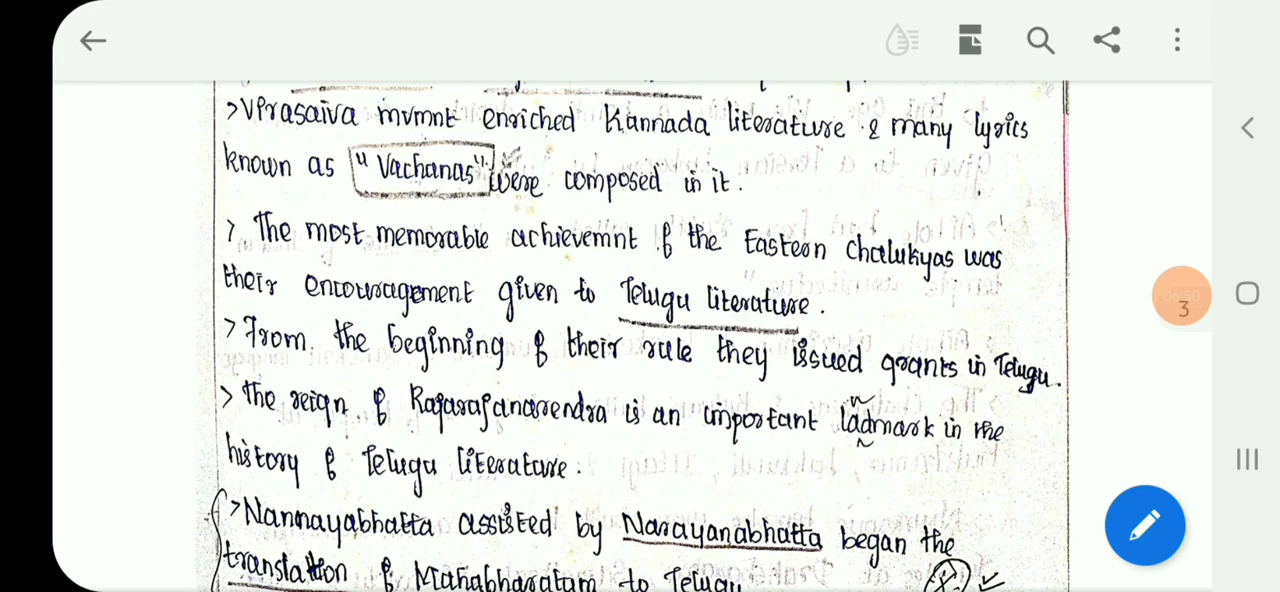 > Virasaiva mvmnt enriched Kannada literature & many lyrics
known as "Vachanas" were composed in it.
> The most memorable achievemnt of the Eastern Chalukyas was
their encouragement given to Telugu literature.
> From the beginning of their rule they issued grants in Telugu.
> the reign of Rajarajanarendra is an important ladmark in the
n
history of Telugu literature.
> Nannayabhatta assisted by Narayanabhatta began the
translation of Mahabharatam to Telugu
3